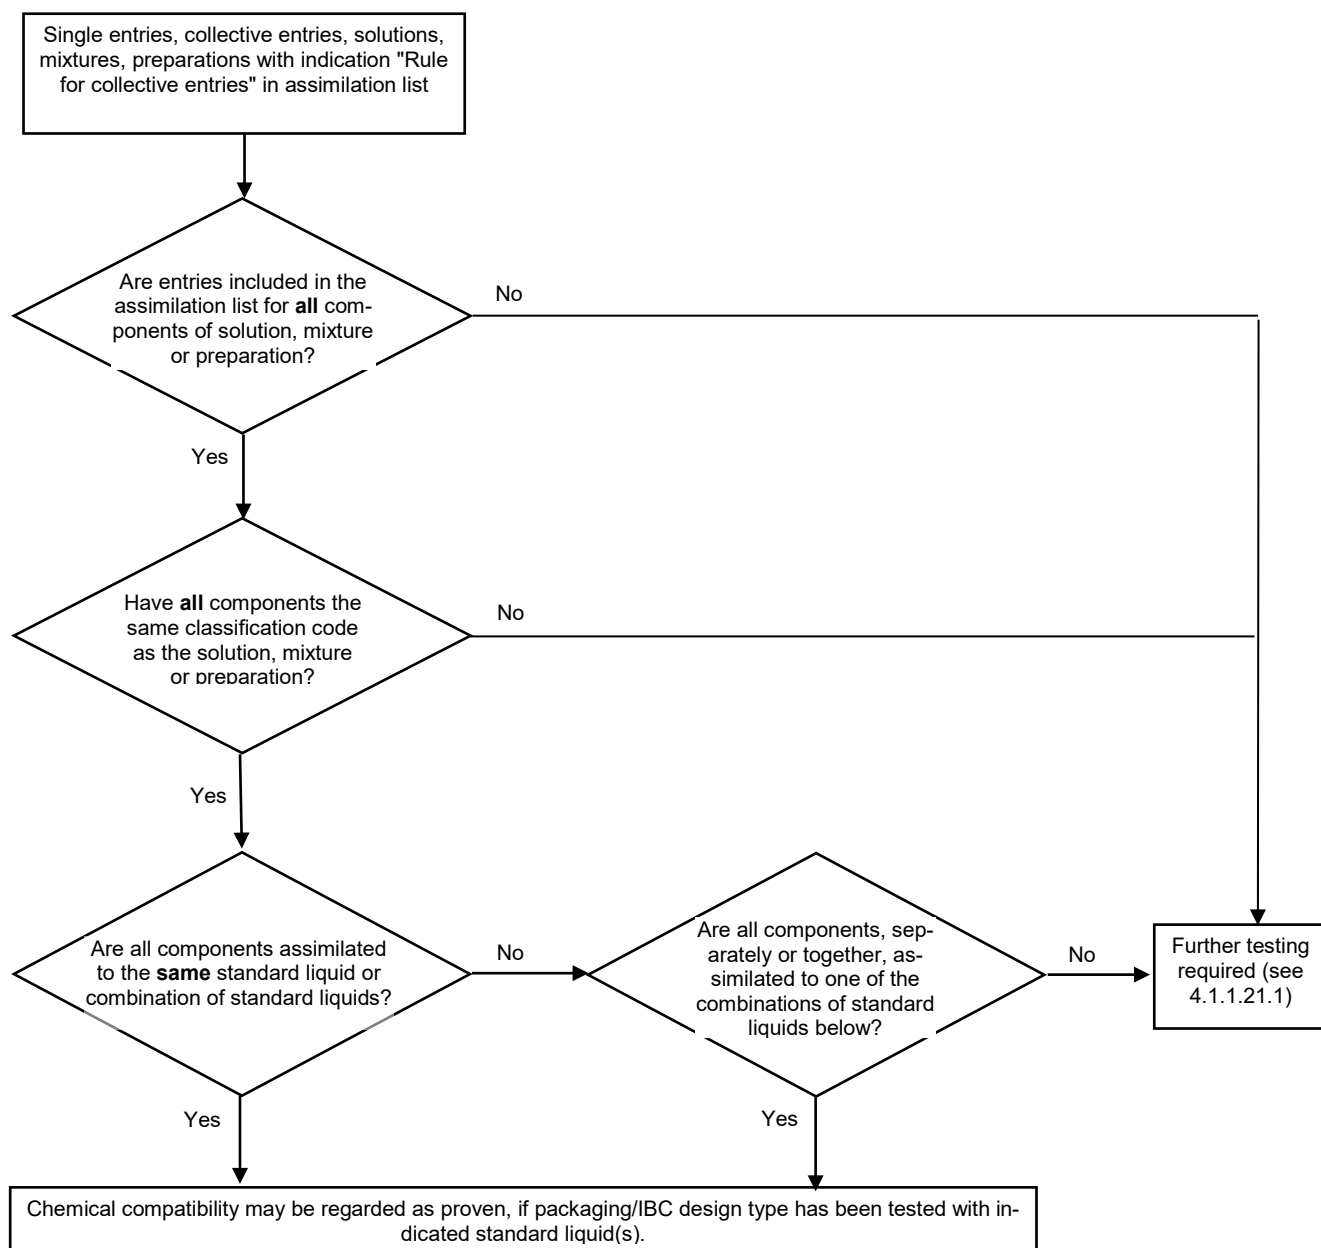 Single entries, collective entries, solutions,
mixtures, preparations with indication "Rule
for collective entries" in assimilation list
Are entries included in the
assimilation list for all com-
ponents of solution, mixture
or preparation?
No
Yes
Have all components the
same classification code
as the solution, mixture
or preparation?
No
Yes
Are all components assimilated
to the same standard liquid or
combination of standard liquids?
No
Are all components, sep-
arately or together, as-
similated to one of the
combinations of standard
liquids below?
No
Further testing
required (see
4.1.1.21.1)
Yes
Yes
Chemical compatibility may be regarded as proven, if packaging/IBC design type has been tested with in-
dicated standard liquid(s).